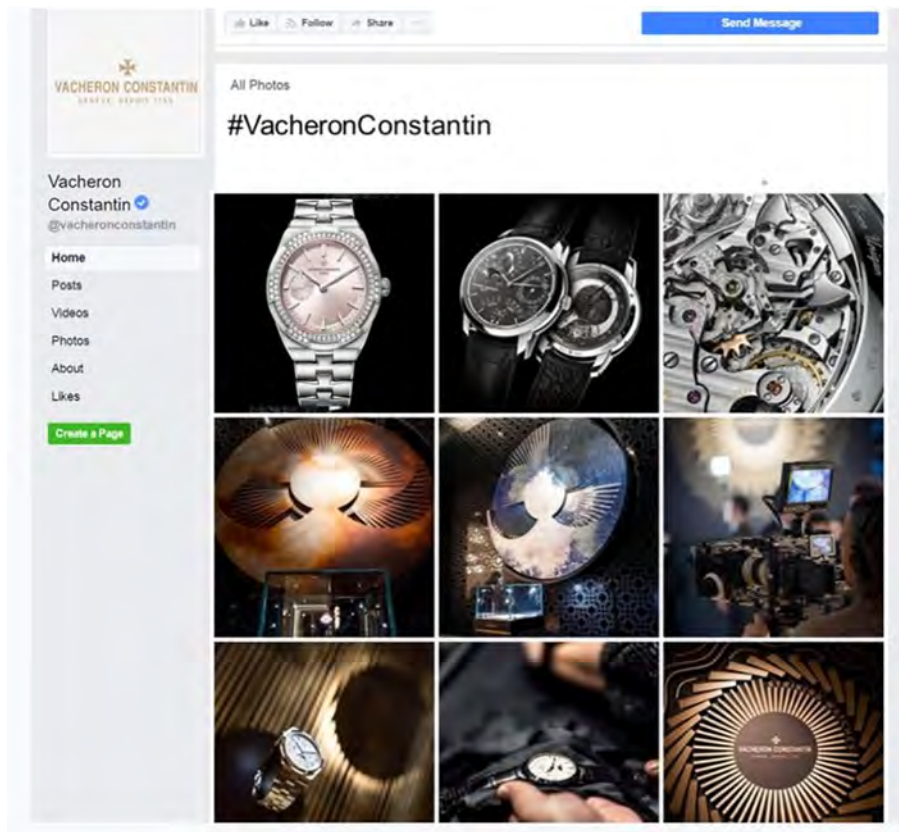 Like Follow Share
Send Message
VACHERON CONSTANTIN
All Photos
#VacheronConstantin
Vacheron
Constantin
@vacheronconstantin
Home
Posts
Videos
Photos
About
Likes
Create a Page
VACHERON CONSTANTIN